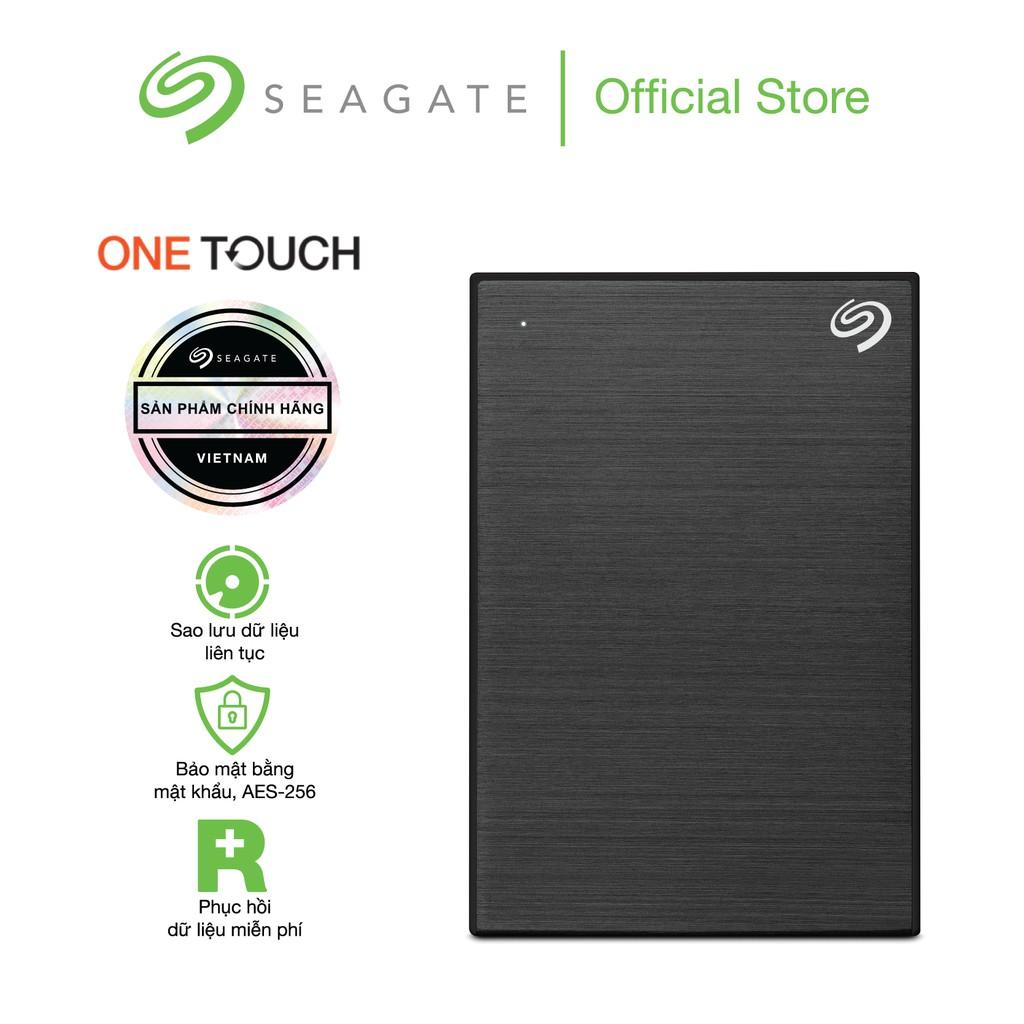 SEAGATE
Official Store
ONE TOUCH
SEAGATE
SẢN PHẨM CHÍNH HÃNG
VIETNAM
Sao lưu dữ liệu
liên tục
Bảo mật bằng
mật khẩu, AES-256
R
Phục hồi
dữ liệu miễn phí